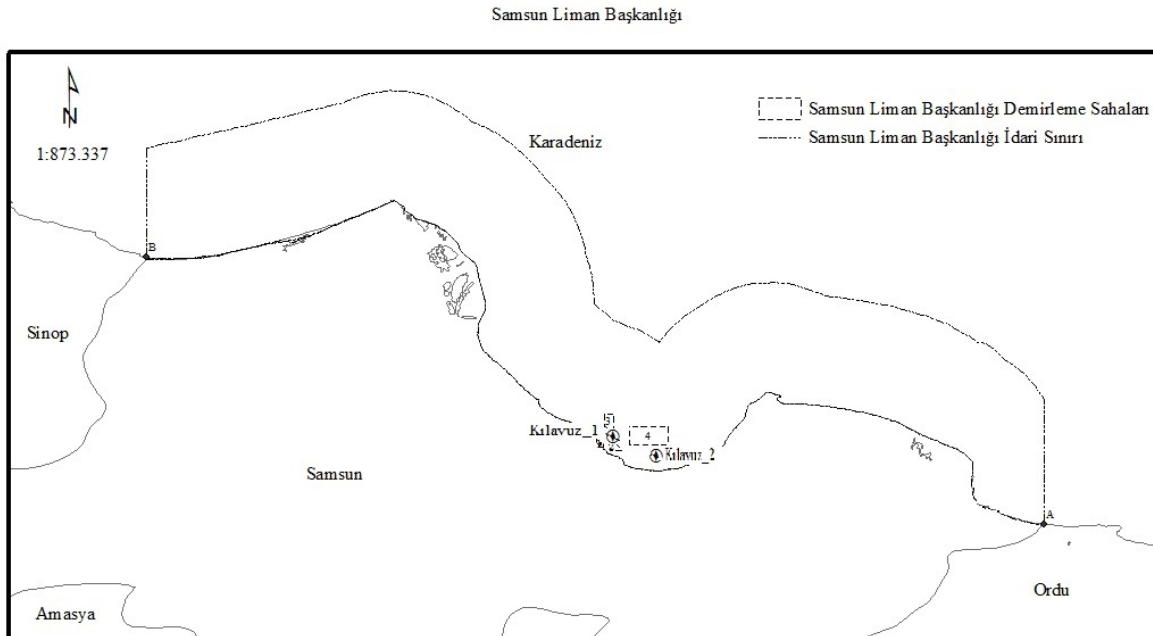 Samsun Liman Başkanlığı
N
1:873.337
Samsun Liman Başkanlığı Demirleme Sahaları
Samsun Liman Başkanlığı İdari Sınırı
Karadeniz
B
Sinop
Kılavuz_1
4
Kılavuz_2
Samsun
A
Amasya
Ordu